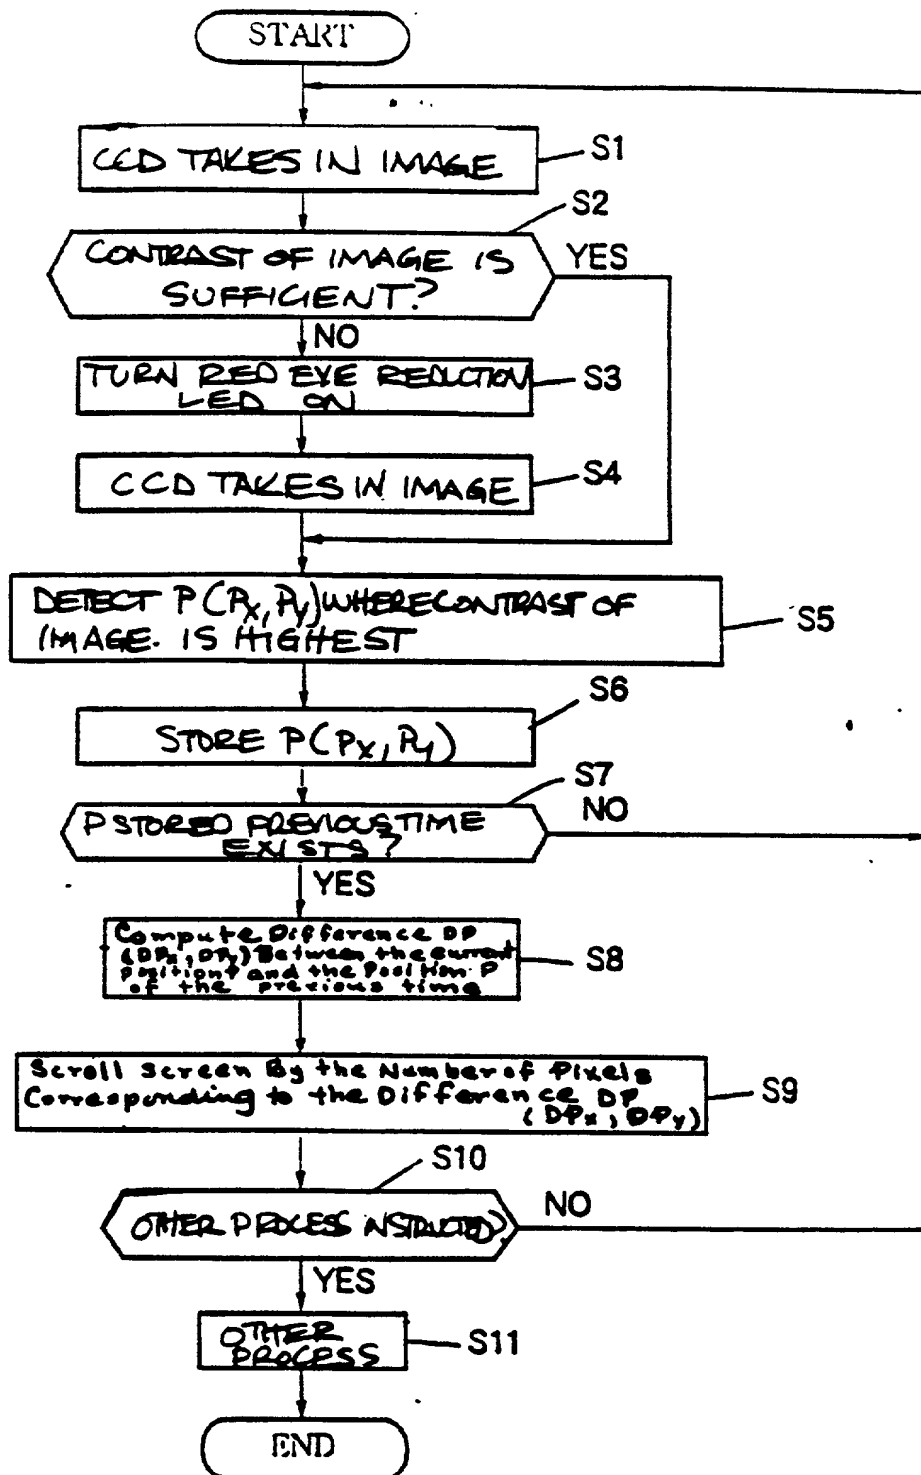 START
CCD TAKES IN IMAGE
S1
S2
CONTRAST OF IMAGE IS
SUFFICIENT?
YES
NO
TURN RED EYE REDUCTION
LED ON
S3
CCD TAKES IN IMAGE
S4
DETECT P(Px, Py) WHERE CONTRAST OF
IMAGE. IS HIGHEST
S5
S6
STORE P(Px, Py)
S7
P STORED PREVIOUS TIME
EXISTS?
NO
YES
Compute Difference DP
(DPx, DPy) Between the current
position and the Position P
of the previous time
S8
Scroll screen By the Number of Pixels
Corresponding to the Difference DP
(DPx, DPy)
S9
S10
OTHER PROCESS INSTRUCTED?
NO
YES
OTHER
PROCESS
S11
END